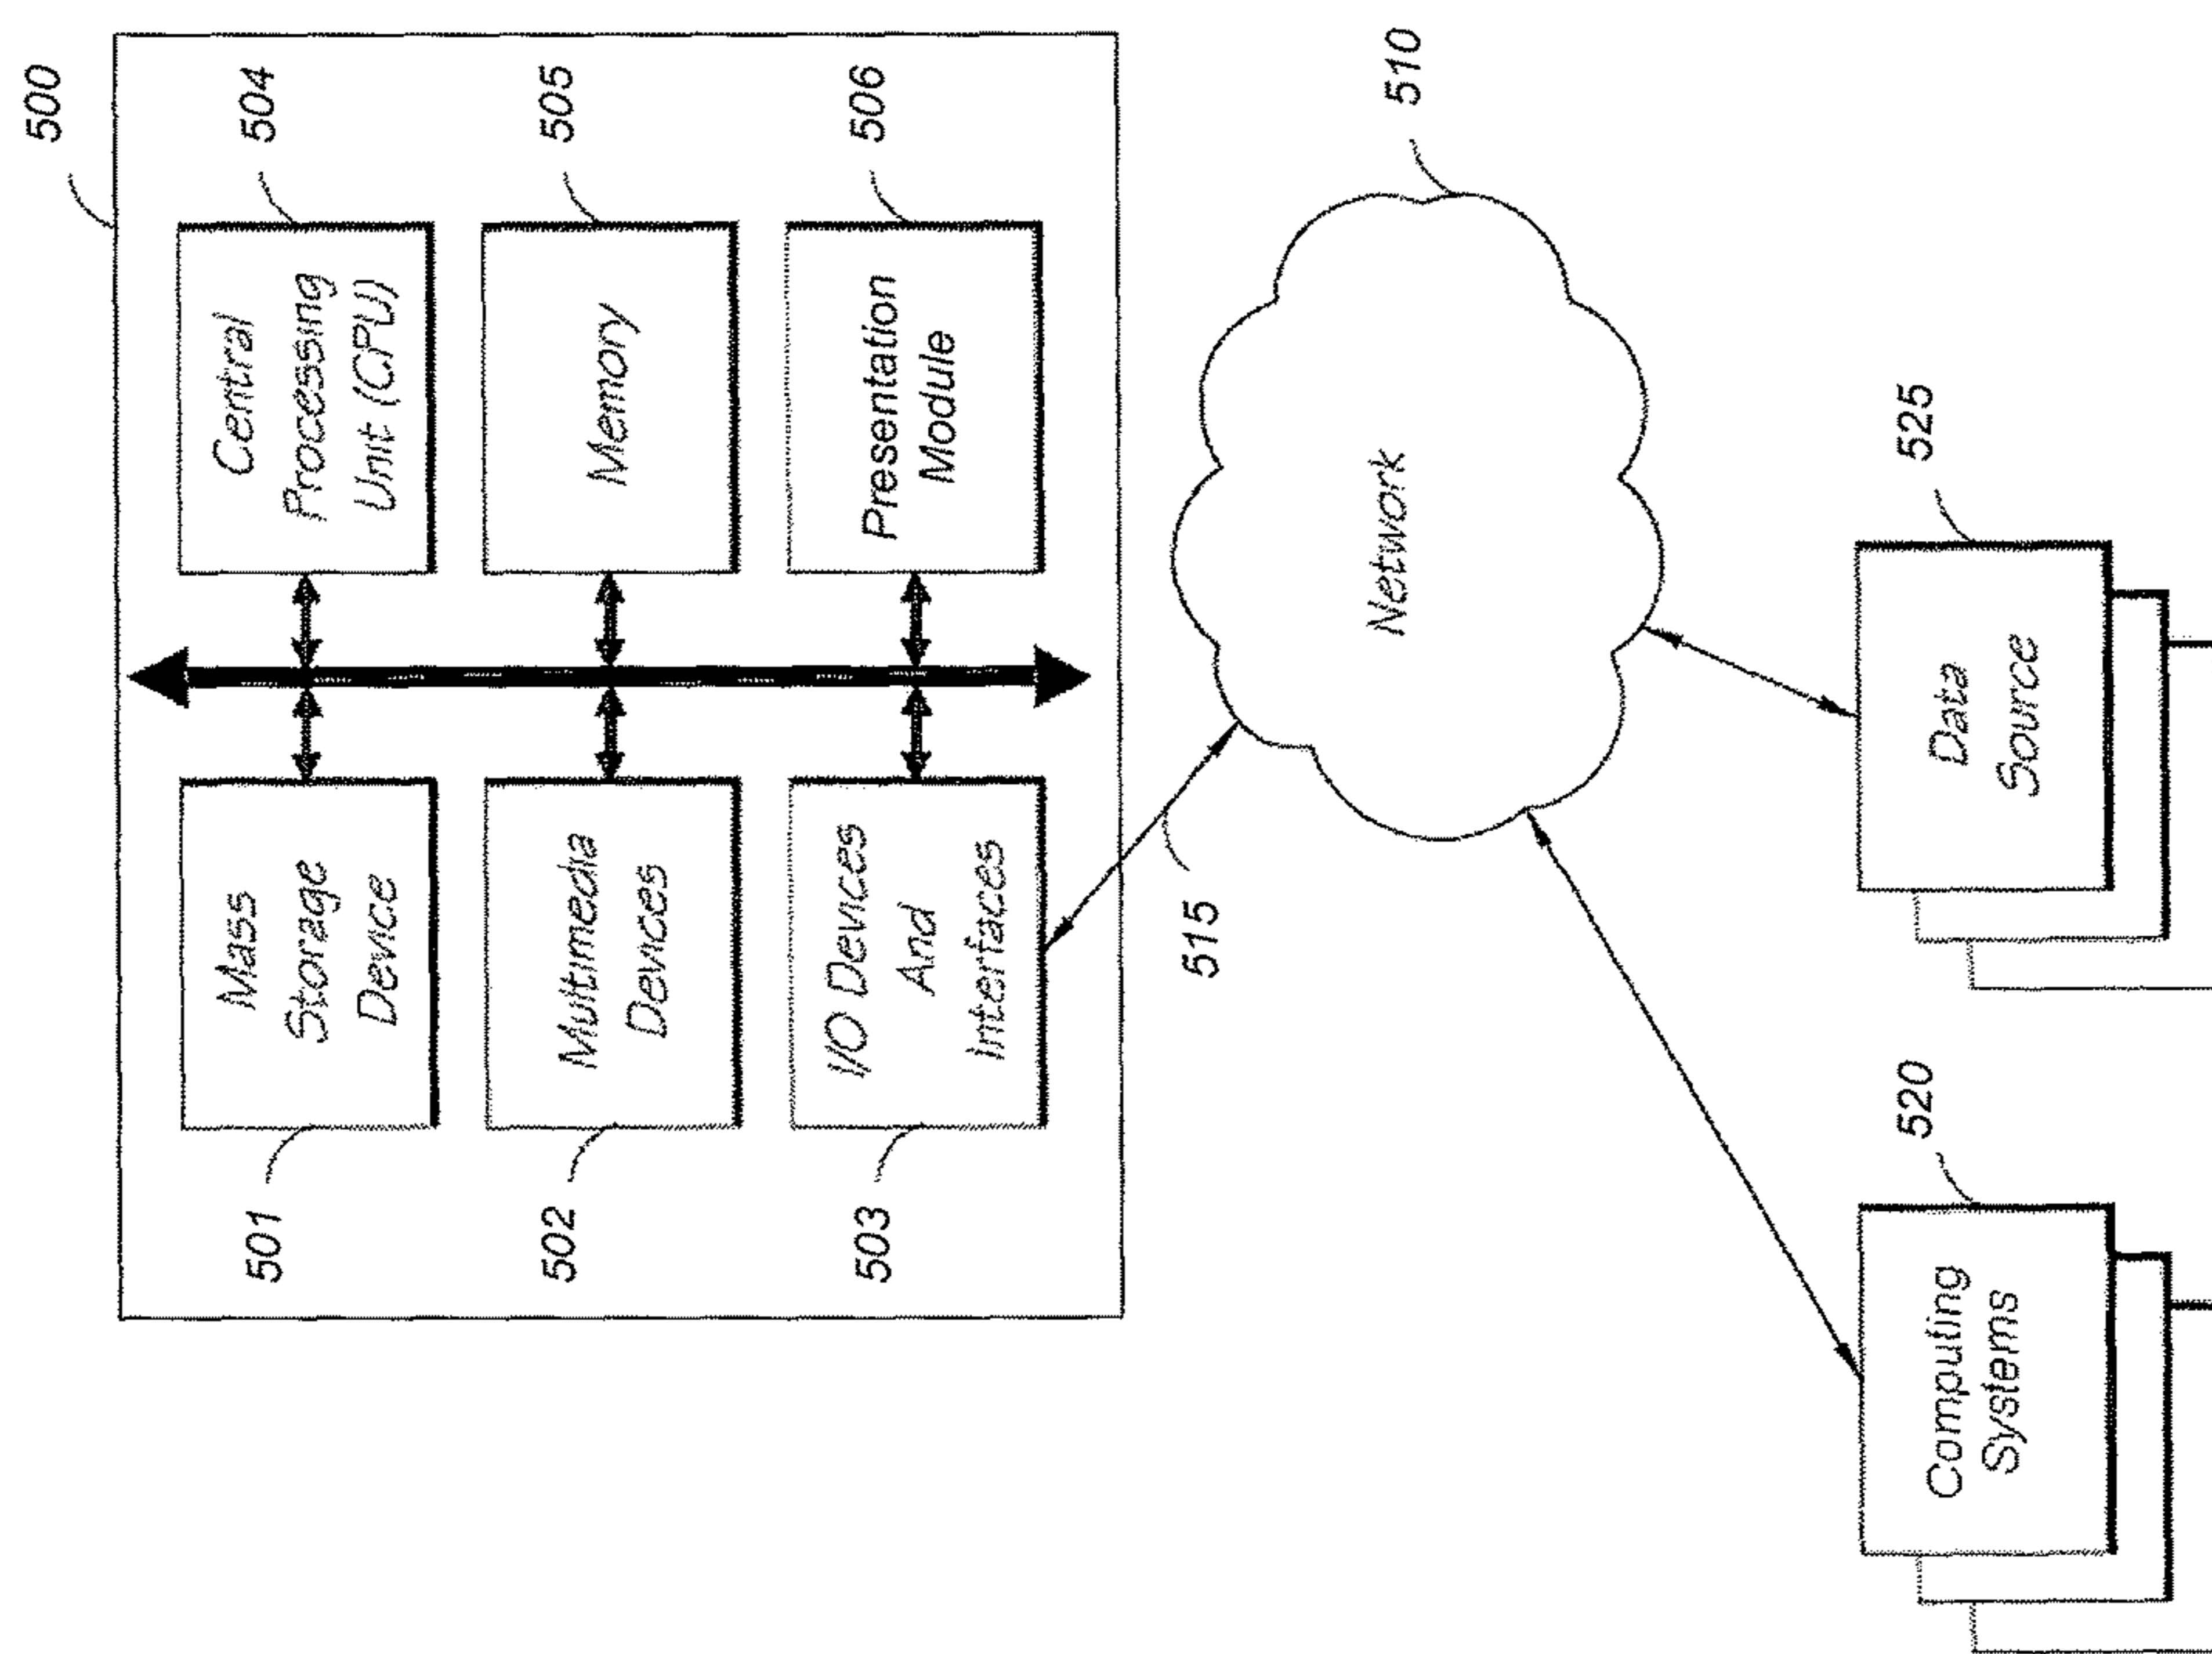 500
501
Mass
Storage
Device
Central
Processing
Unit (CPU)
504
502
Multimedia
Devices
Memory
505
503
I/O Devices
And
Interfaces
Presentation
Module
506
515
Network
510
Computing
Systems
520
Data
Source
525